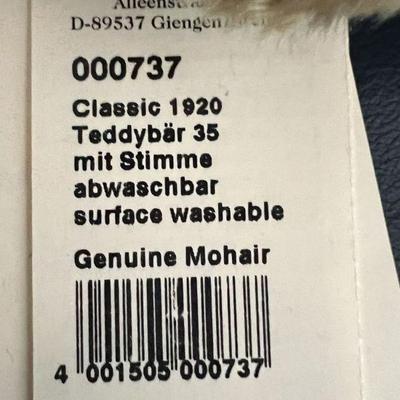 D-89537 Giengen
000737
Classic 1920
Teddybär 35
mit Stimme
abwaschbar
surface washable
Genuine Mohair
4 001505 000737